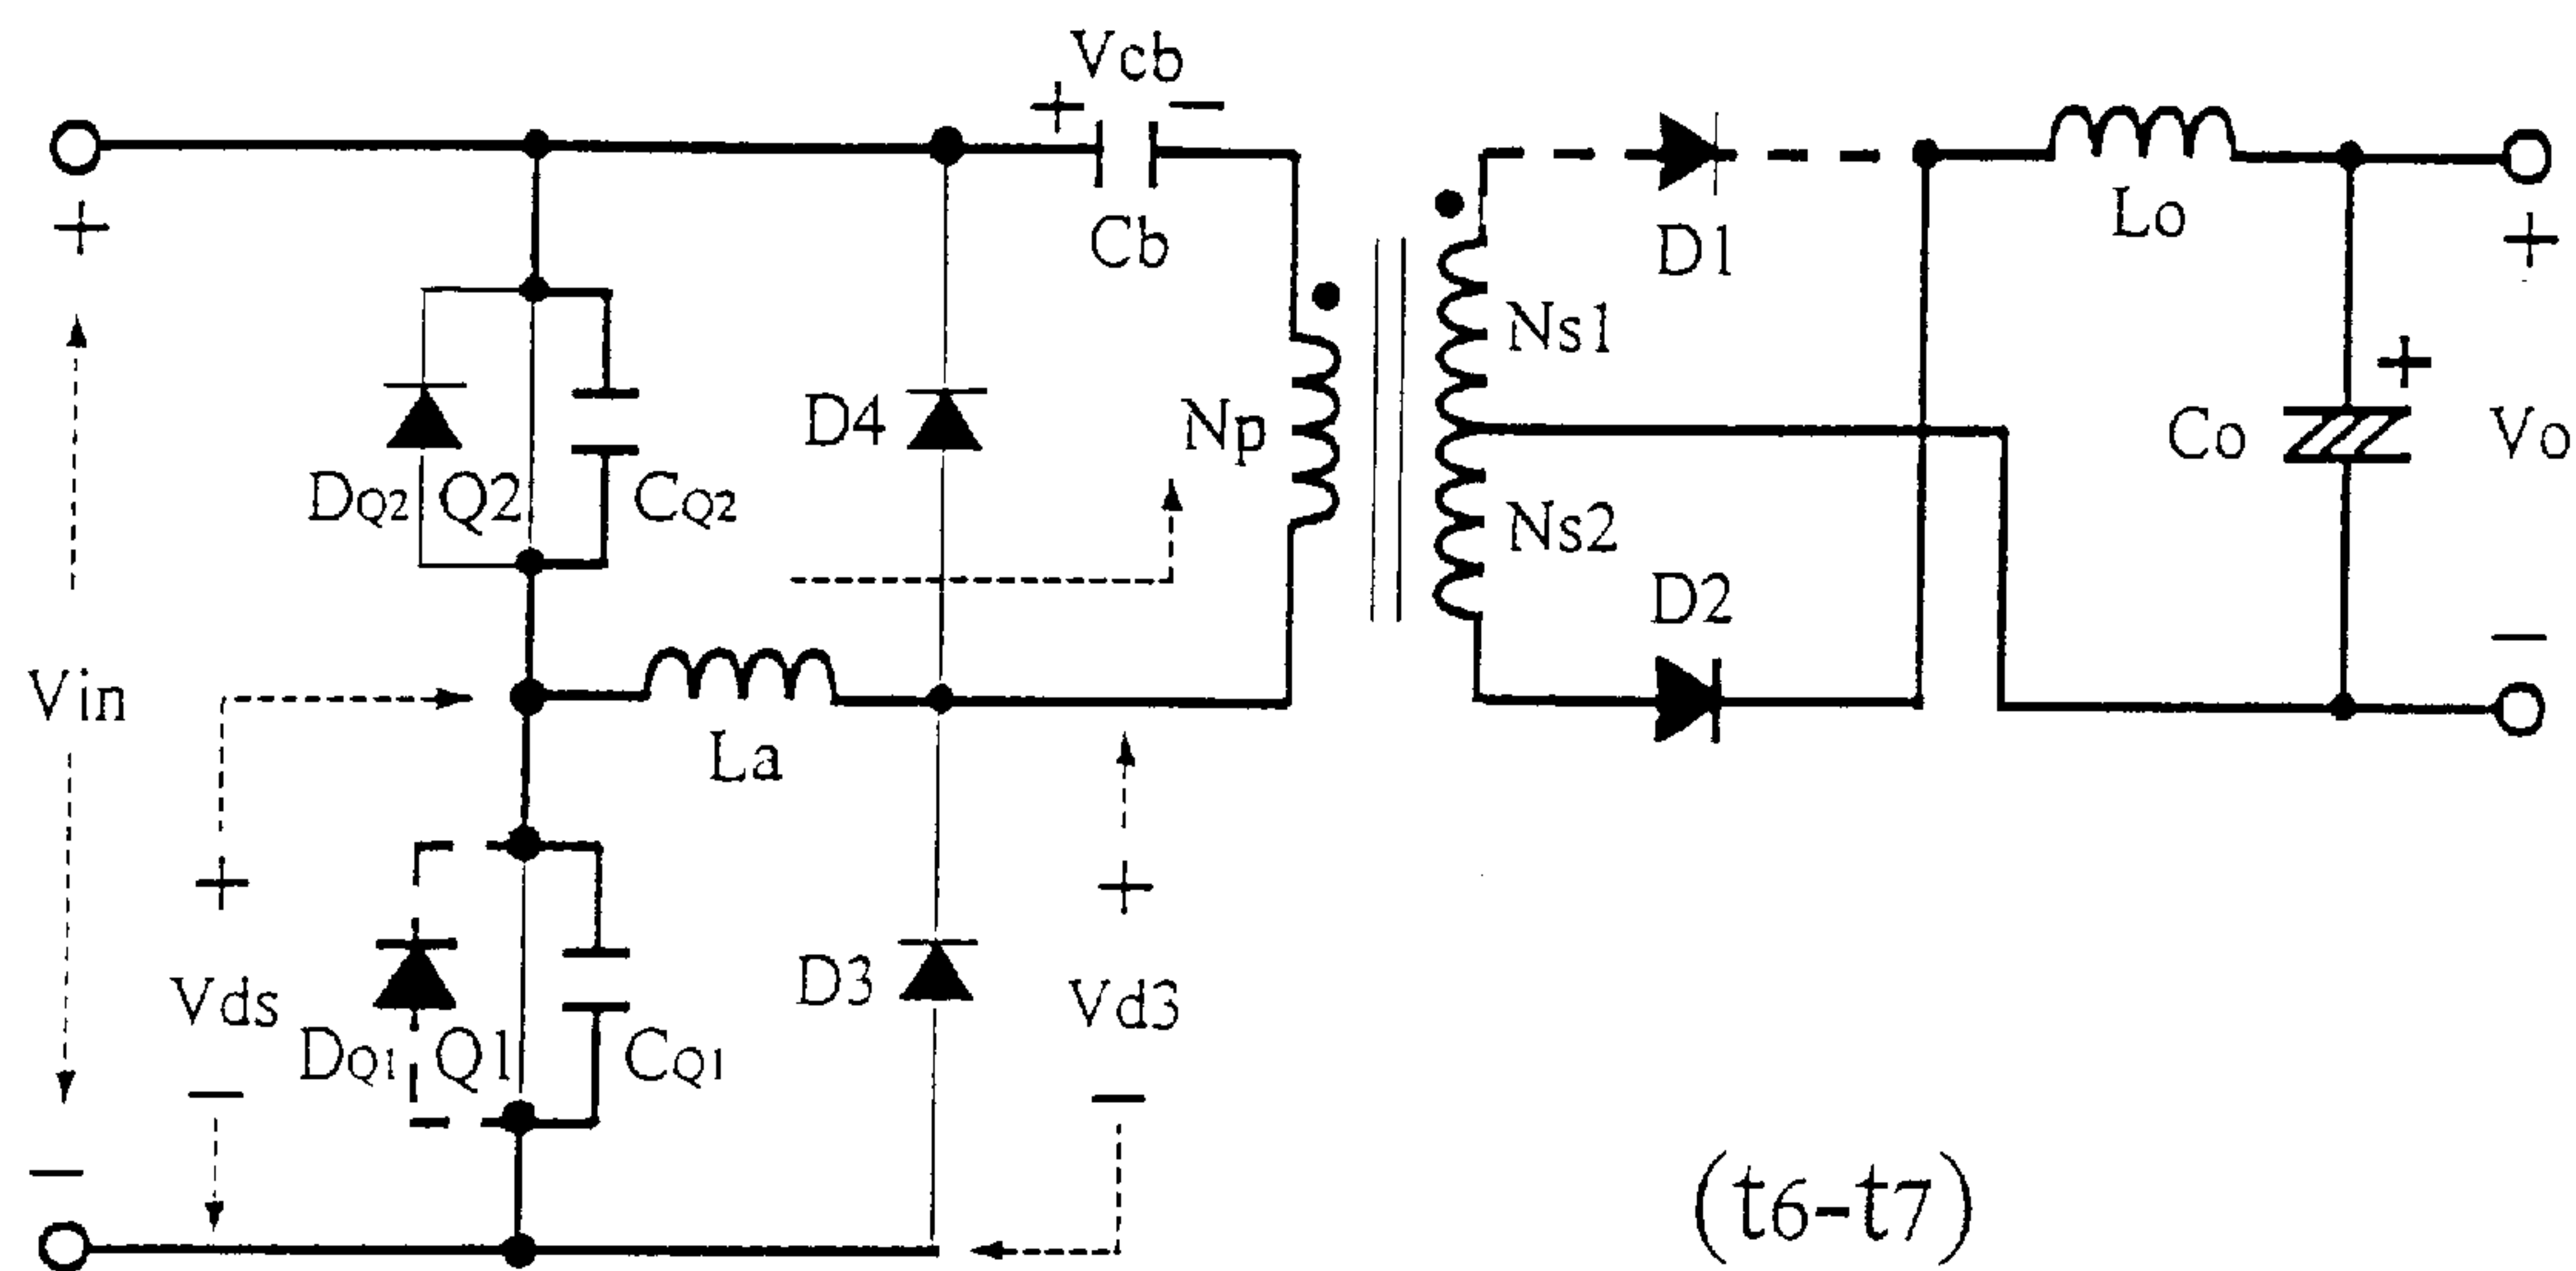 Vcb
+ −
Cb
D1
Lo
+
+
Ns1
Np
D4
DQ2 Q2 CQ2
Ns2
Co
+
Vo
D2
−
Vin
La
+
+
Vds
D3
Vd3
DQ1 Q1 CQ1
−
−
−
(t6-t7)